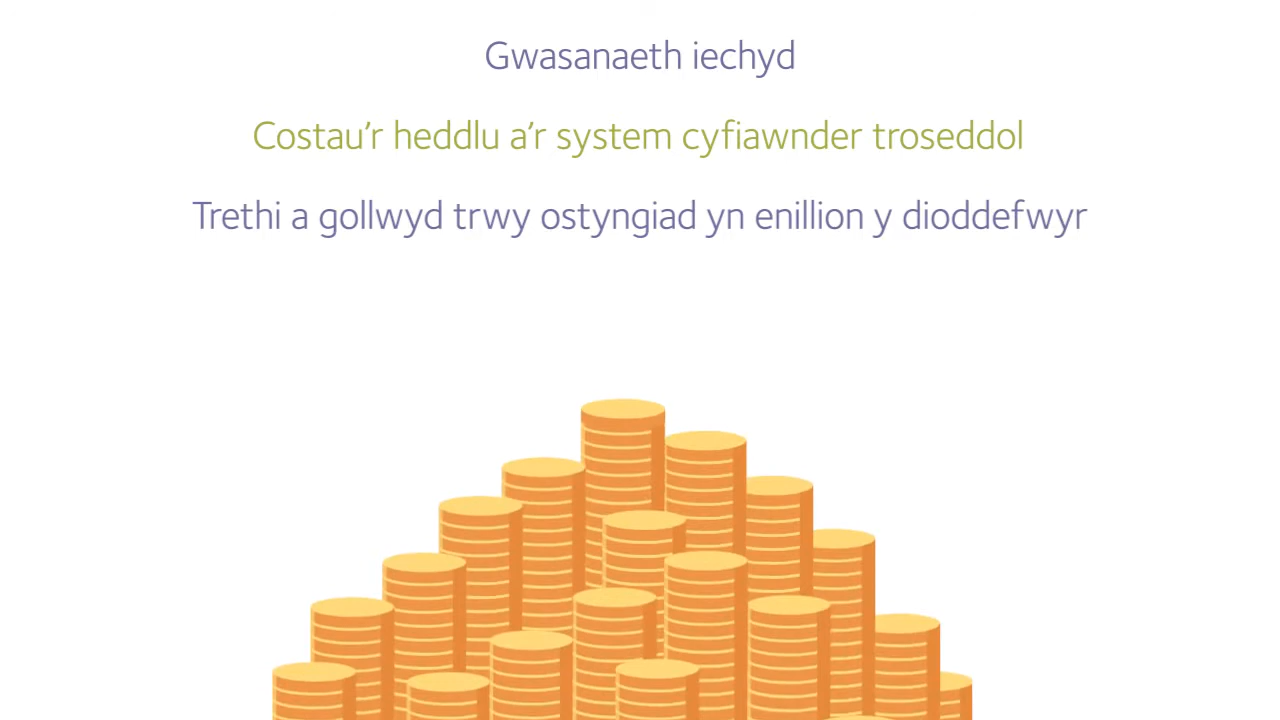 Gwasanaeth iechyd
Costau’r heddlu a’r system cyfiawnder troseddol
Trethi a gollwyd trwy ostyngiad yn enillion y dioddefwyr